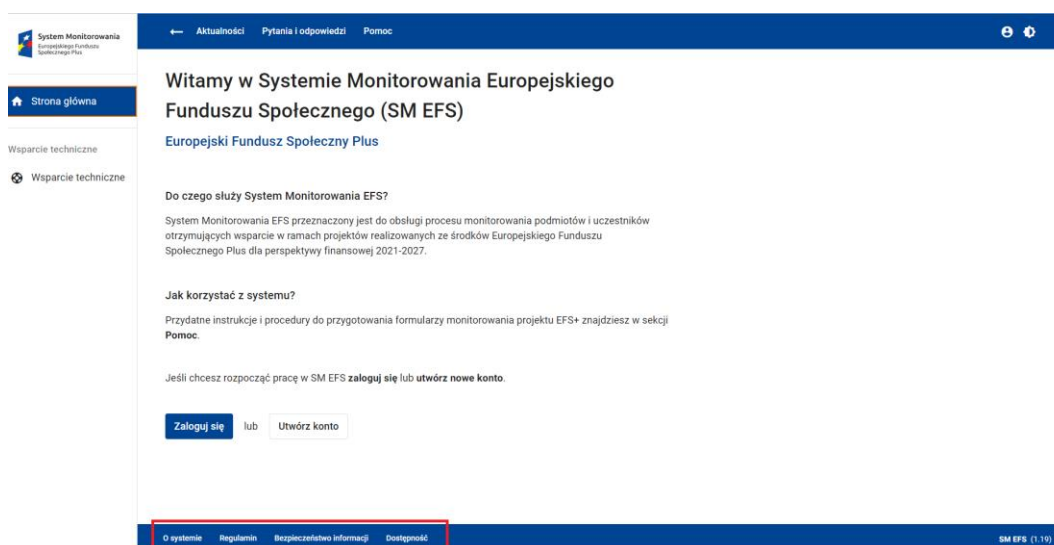 System Monitorowania
Europejskiego Funduszu
Społecznego Plus
Aktualności Pytania i odpowiedzi Pomoc
Strona główna
Wsparcie techniczne
Wsparcie techniczne
Witamy w Systemie Monitorowania Europejskiego
Funduszu Społecznego (SM EFS)
Europejski Fundusz Społeczny Plus
Do czego służy System Monitorowania EFS?
System Monitorowania EFS przeznaczony jest do obsługi procesu monitorowania podmiotów i uczestników
otrzymujących wsparcie w ramach projektów realizowanych ze środków Europejskiego Funduszu
Społecznego Plus dla perspektywy finansowej 2021-2027.
Jak korzystać z systemu?
Przydatne instrukcje i procedury do przygotowania formularzy monitorowania projektu EFS+ znajdziesz w sekcji
Pomoc.
Jeśli chcesz rozpocząć pracę w SM EFS zaloguj się lub utwórz nowe konto.
Zaloguj się lub Utwórz konto
O systemie Regulamin Bezpieczeństwo informacji Dostępność
SM EFS (1.19)